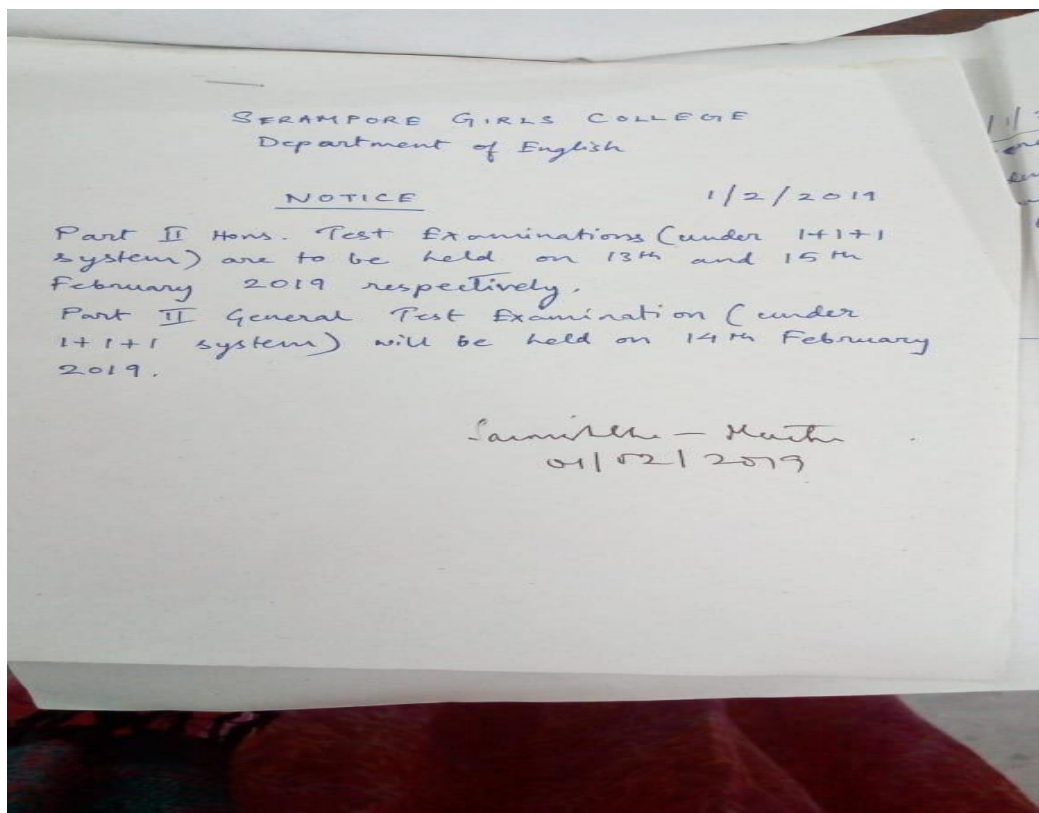 SERAMPORE GIRLS COLLEGE
Department of English
NOTICE 1/2/2019
Part II Hons. Test Examinations (under 1+1+1
system) are to be held on 13th and 15th
February 2019 respectively.
Part II General Test Examination (under
1+1+1 system) will be held on 14th February
2019.
01/02/2019